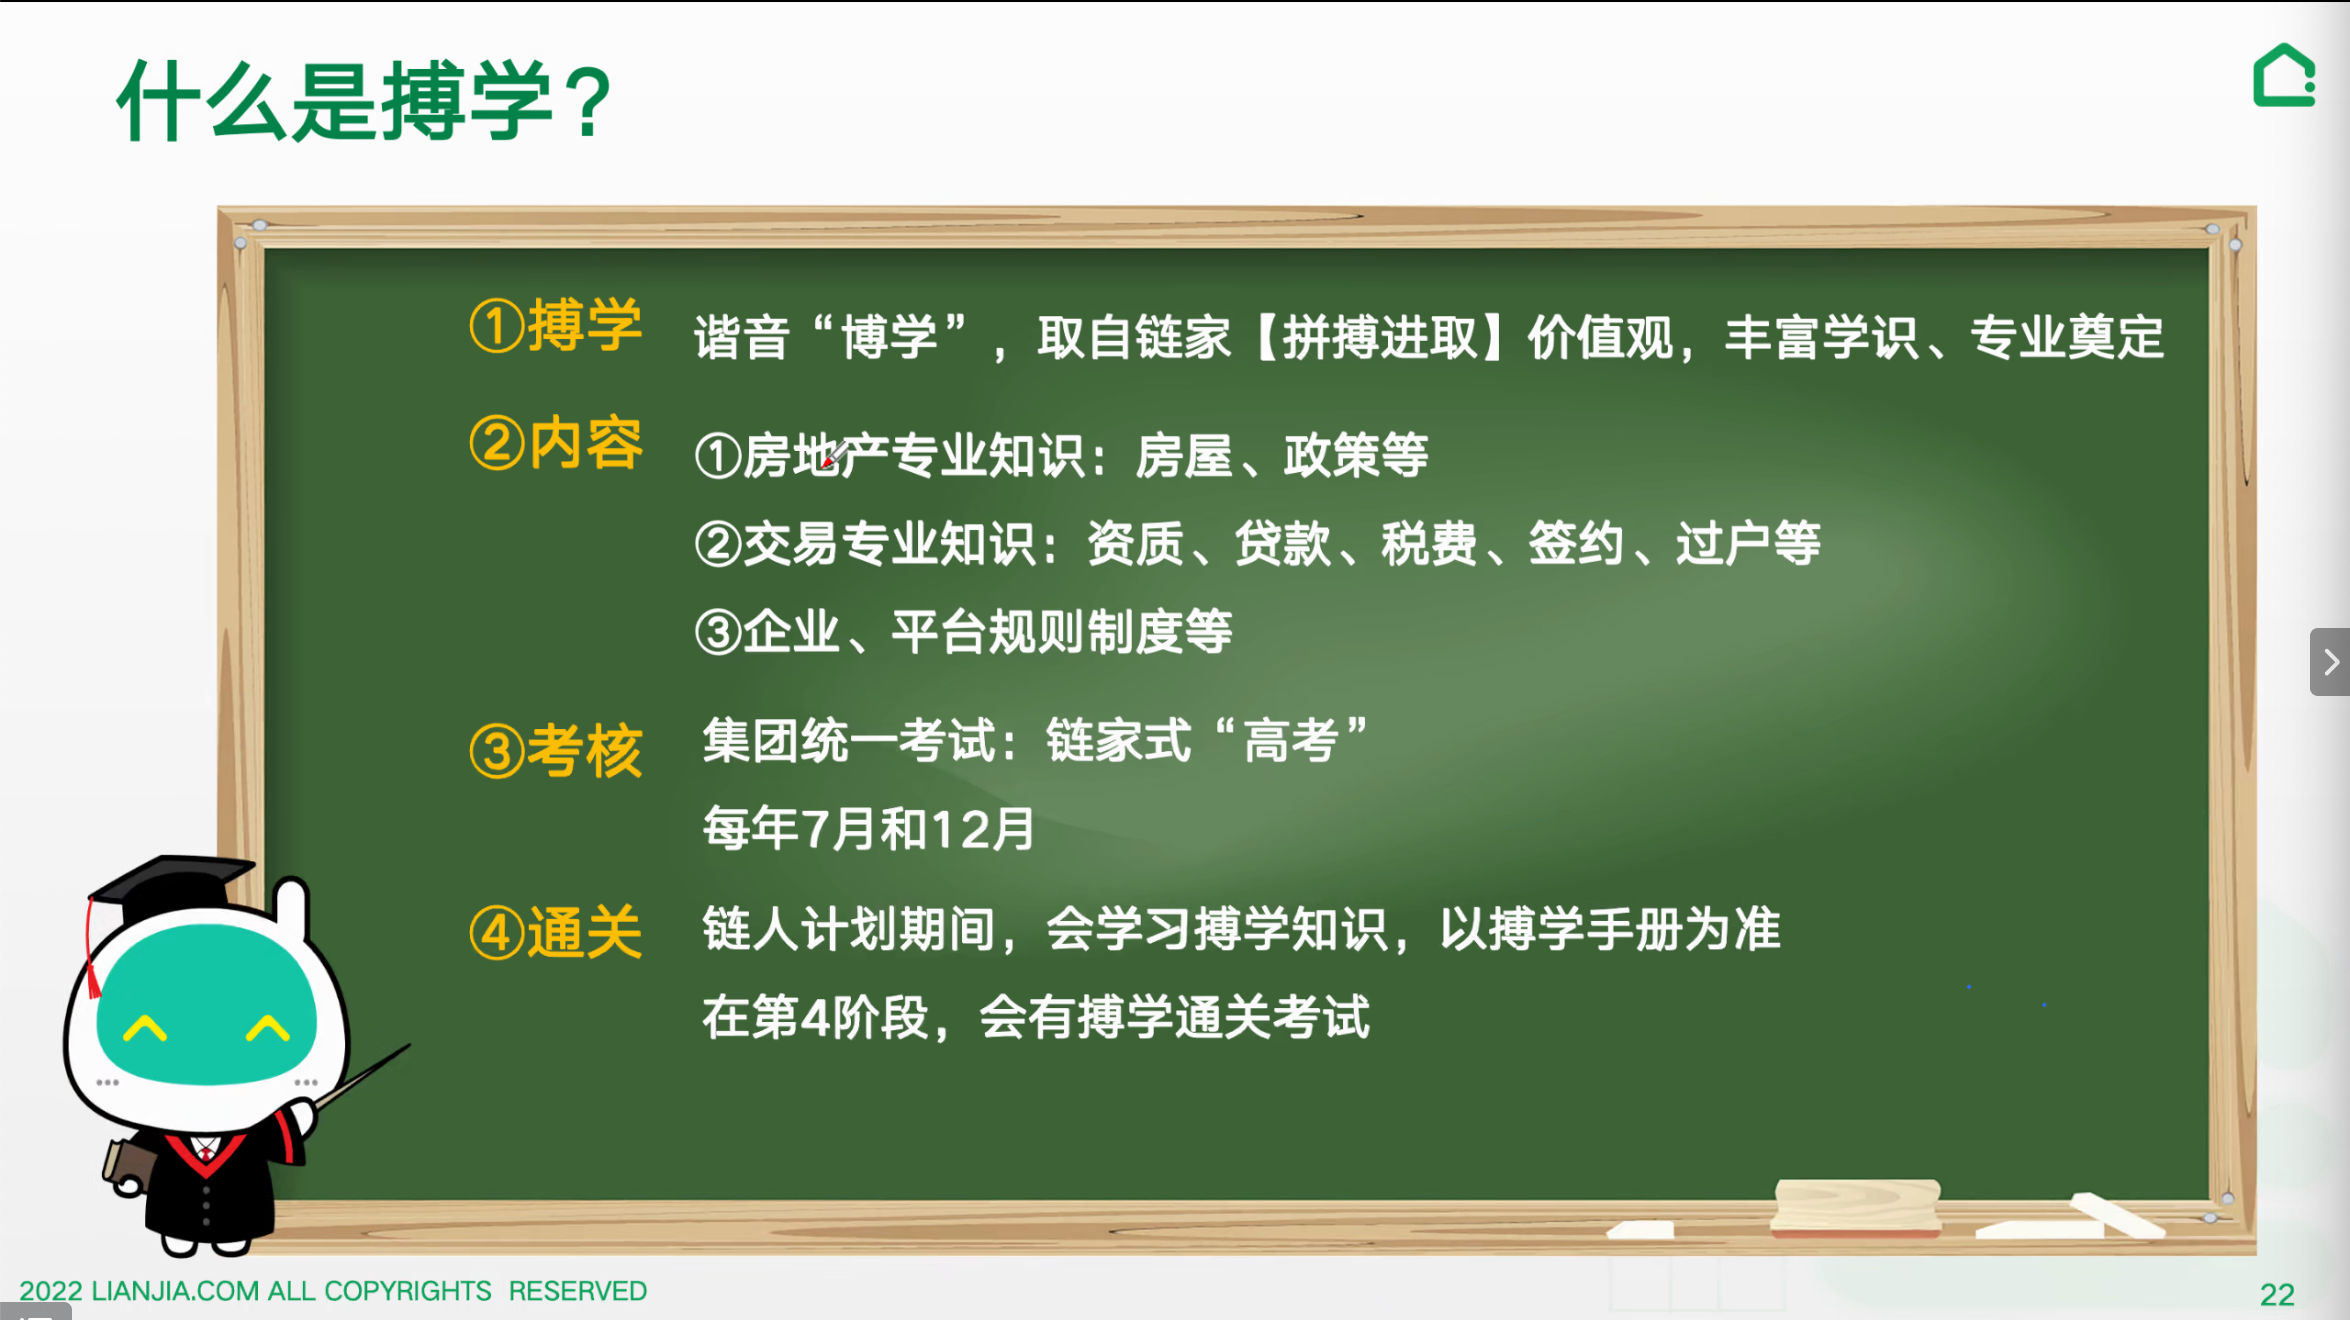 什么是搏学？
①搏学 谐音“博学”，取自链家【拼搏进取】价值观，丰富学识、专业奠定
②内容 ①房地产专业知识：房屋、政策等
②交易专业知识：资质、贷款、税费、签约、过户等
③企业、平台规则制度等
③考核 集团统一考试：链家式“高考”
每年7月和12月
④通关 链人计划期间，会学习搏学知识，以搏学手册为准
在第4阶段，会有搏学通关考试
2022 LIANJIA.COM ALL COPYRIGHTS RESERVED
22